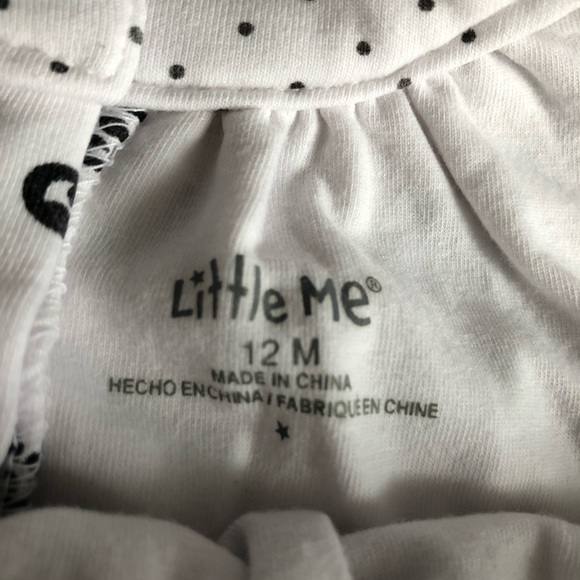 Little Me®
12 M
MADE IN CHINA
HECHO EN CHINA / FABRIQUÉ EN CHINE